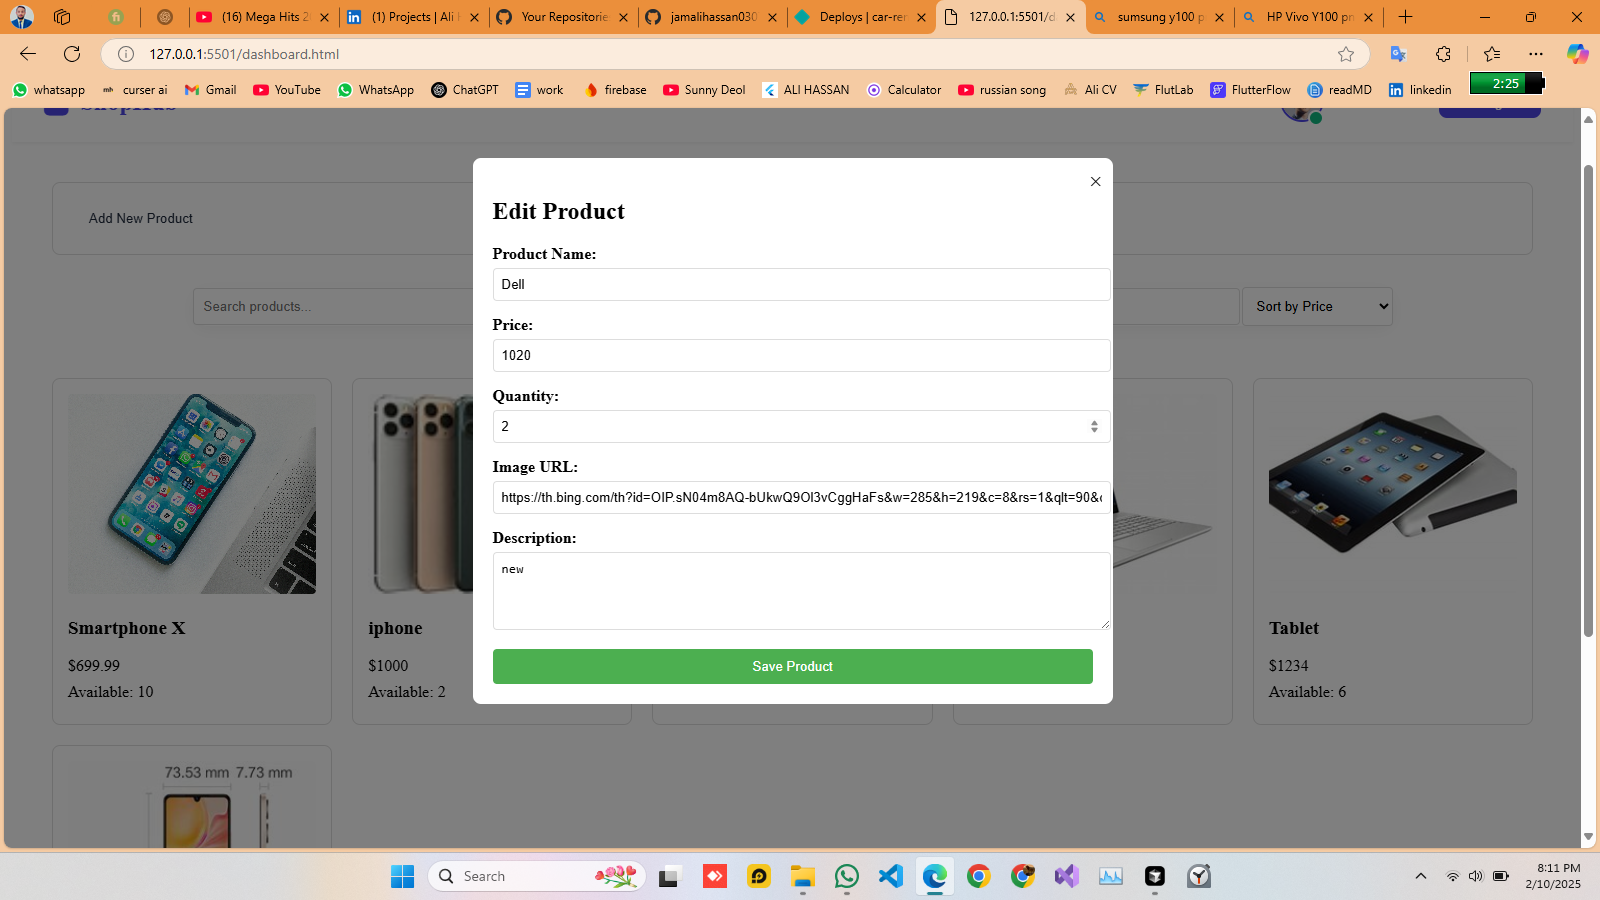 (16) Mega Hits 2
(1) Projects | Ali H
Your Repositorie
jamalihassan030
Deploys | car-rer
127.0.0.1:5501/d
sumsung y100 p
HP Vivo Y100 pr
127.0.0.1:5501/dashboard.html
whatsapp
mh curser ai
Gmail
YouTube
WhatsApp
ChatGPT
work
firebase
Sunny Deol
ALI HASSAN
Calculator
russian song
Ali CV
FlutLab
FlutterFlow
readMD
linkedin
2:25
Add New Product
Search products...
Sort by Price
Edit Product
Product Name:
Dell
Price:
1020
Quantity:
2
Image URL:
https://th.bing.com/th?id=OIP.sN04m8AQ-bUkwQ9Ol3vCggHaFs&w=285&h=219&c=8&rs=1&qlt=90&
Description:
new
Save Product
Smartphone X
$699.99
Available: 10
iphone
$1000
Available: 2
Tablet
$1234
Available: 6
73.53 mm 7.73 mm
Search
8:11 PM
2/10/2025